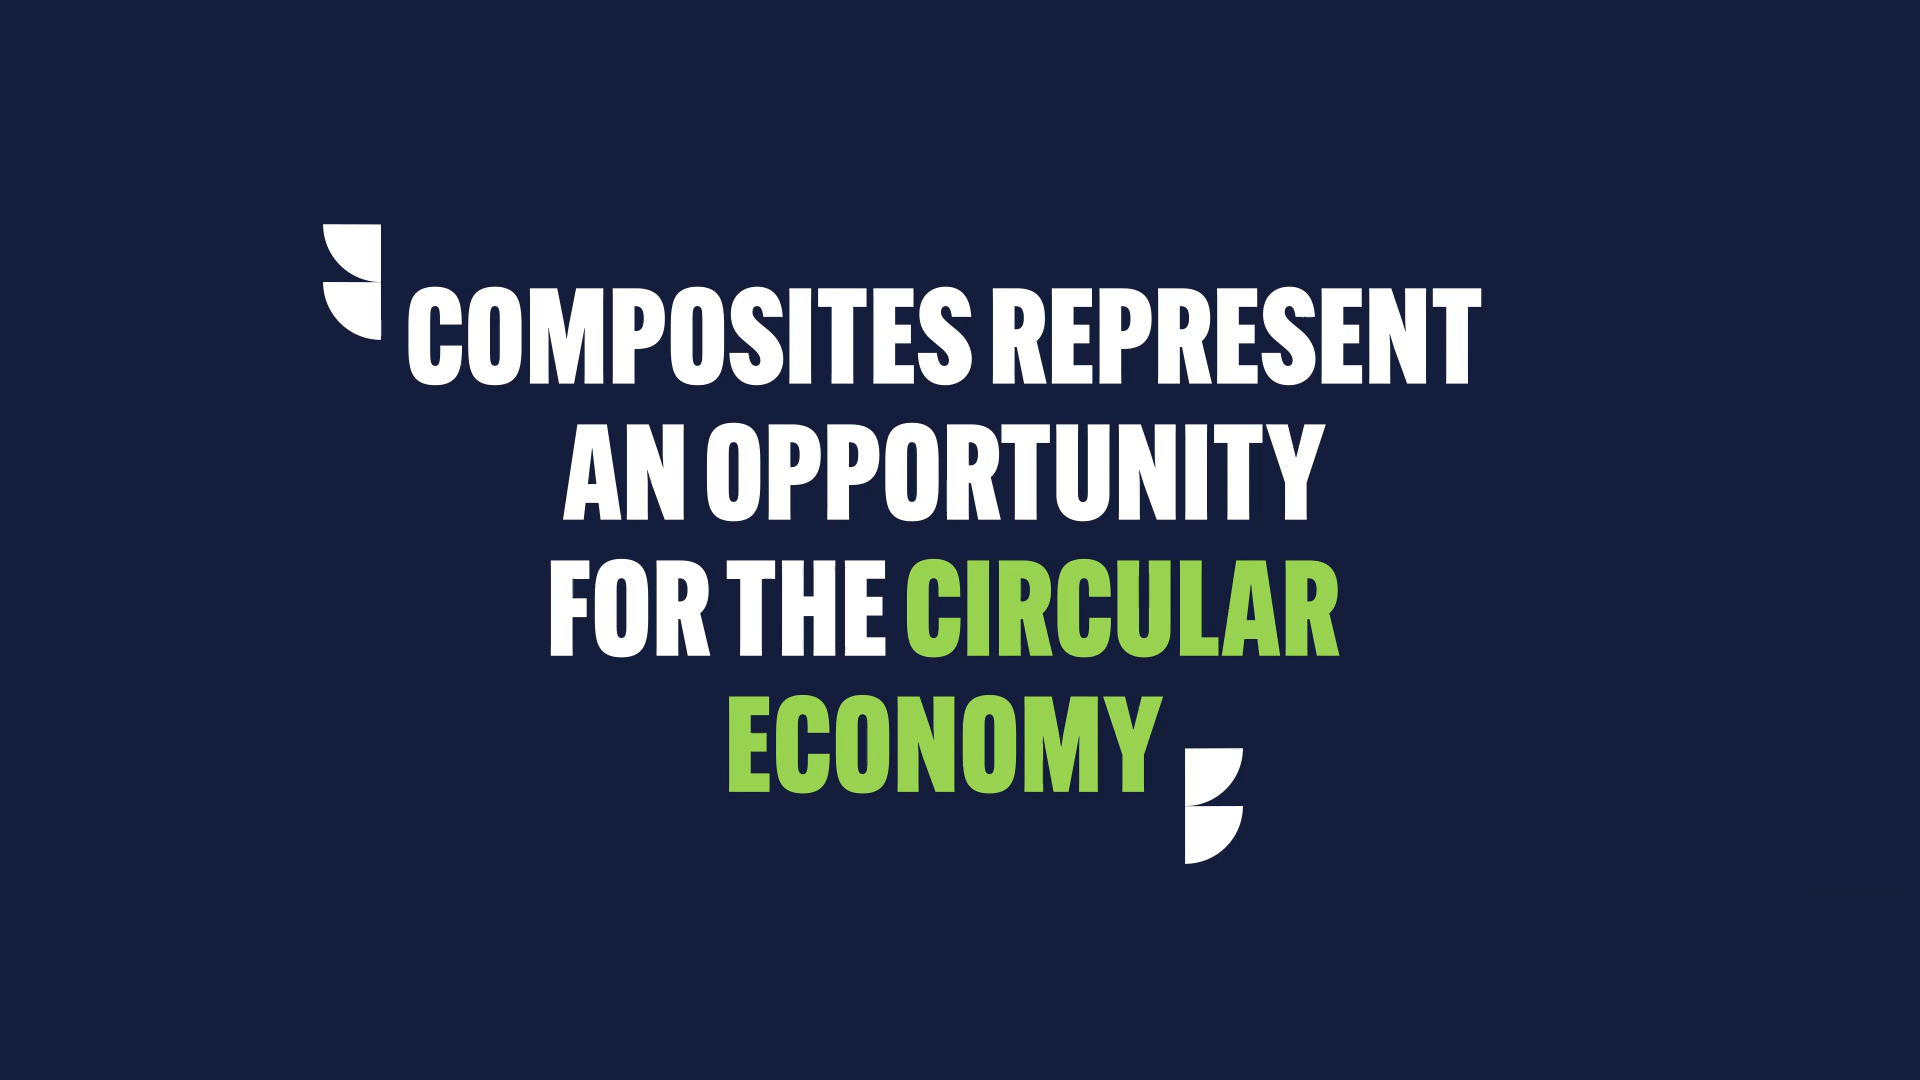 COMPOSITES REPRESENT
AN OPPORTUNITY
FOR THE CIRCULAR
ECONOMY